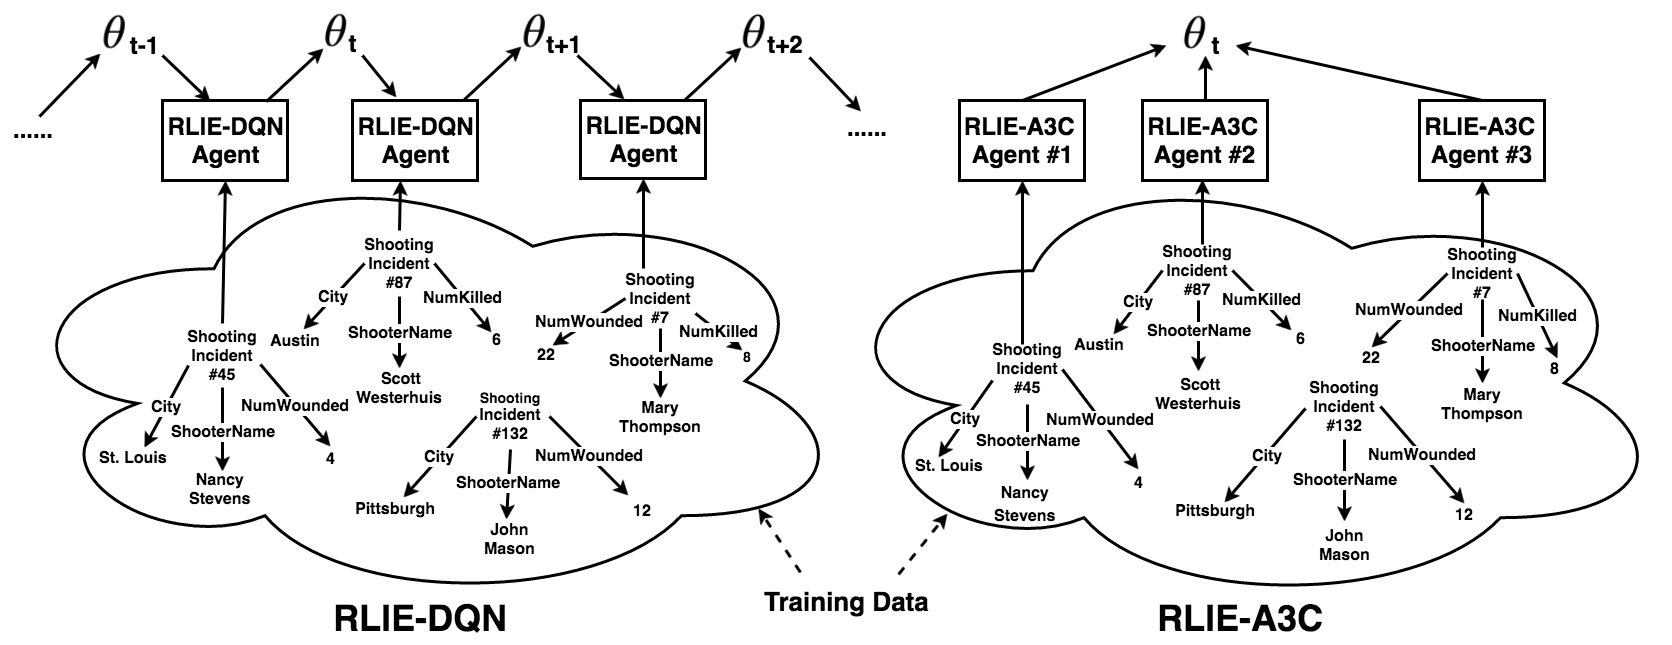 θ t-1
θ t
θ t+1
θ t+2
......
RLIE-DQN
Agent
RLIE-DQN
Agent
RLIE-DQN
Agent
......
Shooting
Incident
#45
City
St. Louis
ShooterName
Nancy
Stevens
NumWounded
4
Shooting
Incident
#87
City
Austin
ShooterName
Scott
Westerhuis
NumKilled
6
Shooting
Incident
#7
NumWounded
22
ShooterName
Mary
Thompson
NumKilled
8
Shooting
Incident
#132
City
Pittsburgh
ShooterName
John
Mason
NumWounded
12
RLIE-DQN
Training Data
θ t
RLIE-A3C
Agent #1
RLIE-A3C
Agent #2
RLIE-A3C
Agent #3
Shooting
Incident
#45
City
St. Louis
ShooterName
Nancy
Stevens
NumWounded
4
Shooting
Incident
#87
City
Austin
ShooterName
Scott
Westerhuis
NumKilled
6
Shooting
Incident
#7
NumWounded
22
ShooterName
Mary
Thompson
NumKilled
8
Shooting
Incident
#132
City
Pittsburgh
ShooterName
John
Mason
NumWounded
12
RLIE-A3C